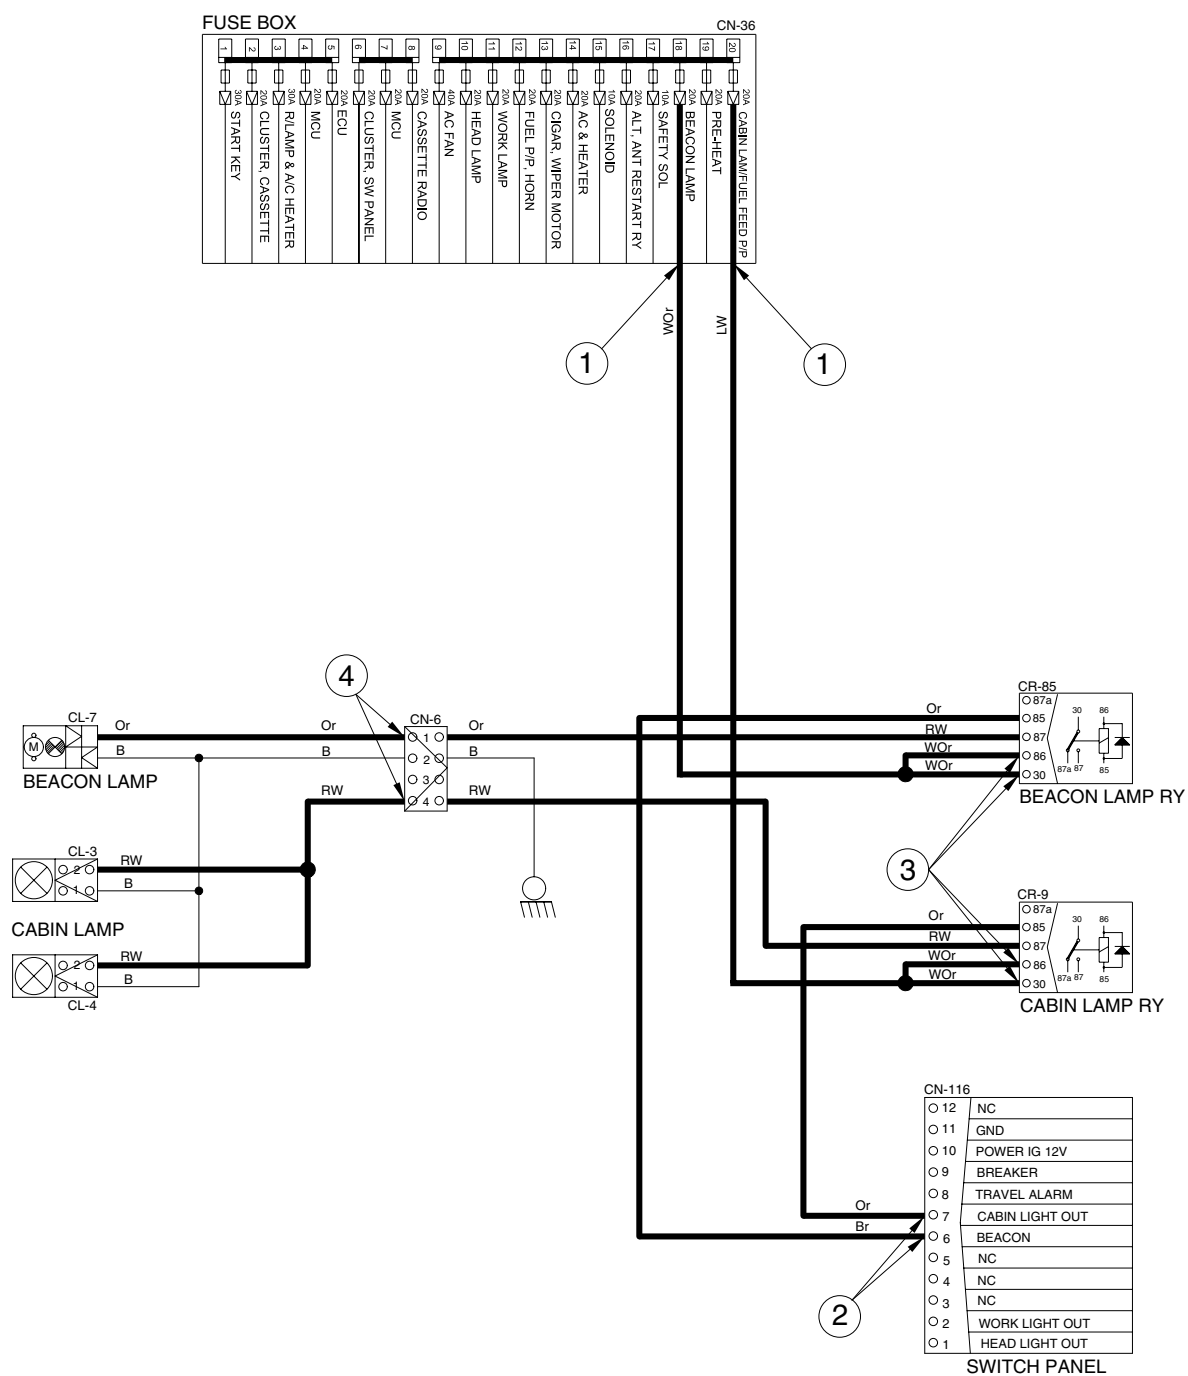 FUSE BOX
CN-36
1 2 3 4 5 6 7 8 9 10 11 12 13 14 15 16 17 18 19 20
30A START KEY
20A CLUSTER, CASSETTE
30A R/LAMP & A/C HEATER
20A MCU
20A ECU
20A CLUSTER, SW PANEL
20A MCU
20A CASSETTE RADIO
40A AC FAN
20A HEAD LAMP
20A WORK LAMP
20A FUEL P/P, HORN
20A CIGAR, WIPER MOTOR
20A AC & HEATER
10A SOLENOID
20A ALT, ANT RESTART RY
10A SAFETY SOL
20A BEACON LAMP
20A PRE-HEAT
20A CABIN LAM/FUEL FEED P/P
WOr
LW
1
1
4
CL-7
Or
Or
CN-6
Or
M
B
B
1
2
3
4
B
BEACON LAMP
RW
RW
CL-3
RW
2
B
1
CABIN LAMP
RW
2
B
1
CL-4
CR-85
Or
RW
WOr
WOr
87a
85
87
86
30
30
86
87a
87
85
BEACON LAMP RY
3
CR-9
Or
RW
WOr
WOr
87a
85
87
86
30
30
86
87a
87
85
CABIN LAMP RY
CN-116
12 NC
11 GND
10 POWER IG 12V
9 BREAKER
8 TRAVEL ALARM
Or
7 CABIN LIGHT OUT
Br
6 BEACON
5 NC
4 NC
3 NC
2 WORK LIGHT OUT
1 HEAD LIGHT OUT
2
SWITCH PANEL